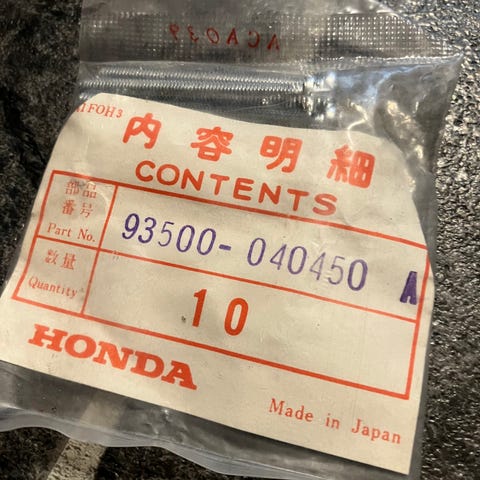 ACA039
内容明細
CONTENTS
部品
番号
Part No.
93500-040450 A
数量
Quantity
10
HONDA
Made in Japan